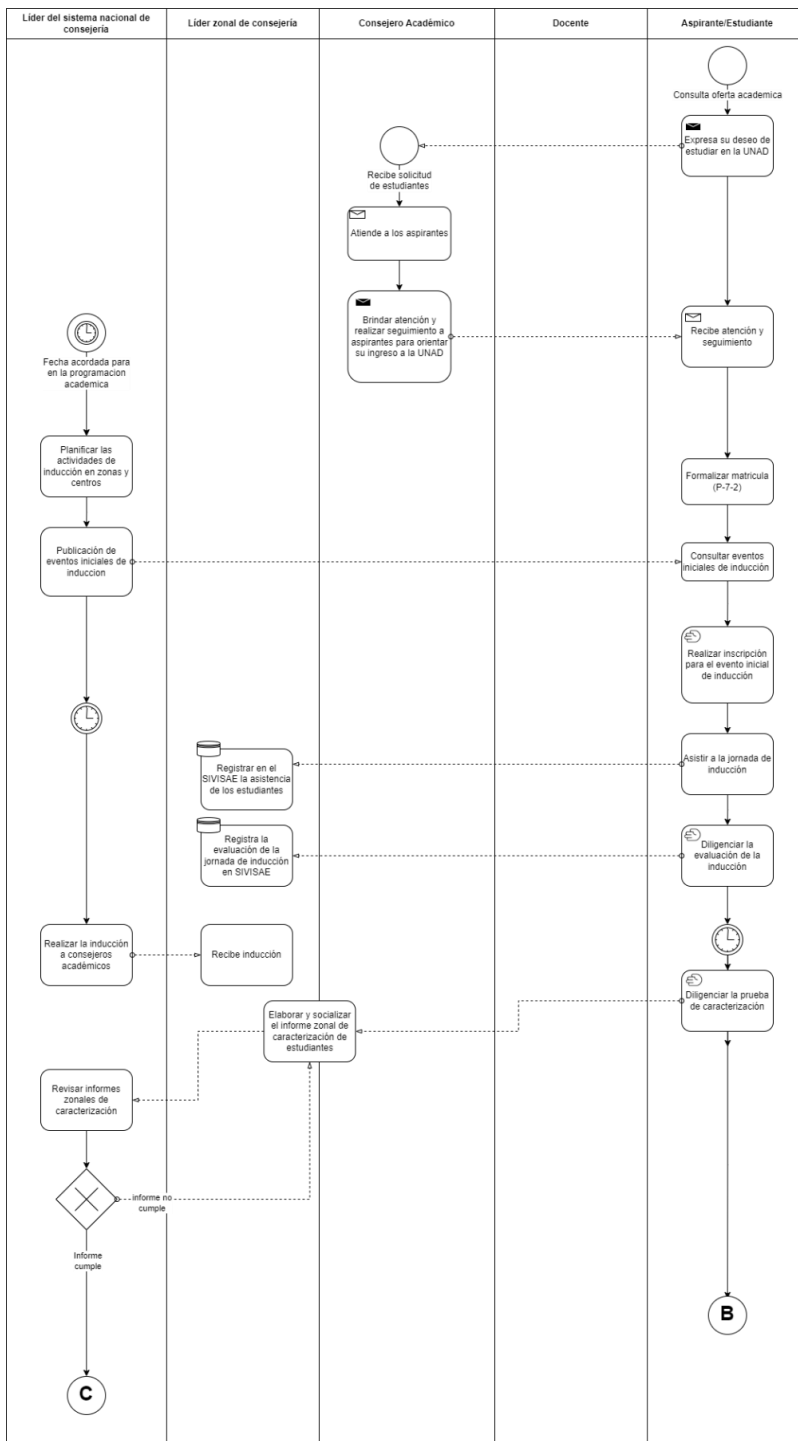 Líder del sistema nacional de
consejería
Líder zonal de consejería
Consejero Acadèmico
Docente
Aspirante/Estudiante
Consulta oferta academica
Expresa su deseo de
estudiar en la UNAD
Recibe solicitud
de estudiantes
Atiende a los aspirantes
Brindar atención y
realizar seguimiento a
aspirantes para orientar
su ingreso a la UNAD
Recibe atención y
seguimiento
Fecha acordada para
en la programacion
academica
Planificar las
actividades de
inducción en zonas y
centros
Formalizar matricula
(P-7-2)
Publicación de
eventos iniciales de
induccion
Consultar eventos
iniciales de inducción
Realizar inscripción
para el evento inicial
de inducción
Registrar en el
SIVISAE la asistencia
de los estudiantes
Asistir a la jornada de
inducción
Registra la
evaluación de la
jornada de inducción
en SIVISAE
Diligenciar la
evaluación de la
inducción
Realizar la inducción
a consejeros
acadèmicos
Recibe inducción
Diligenciar la prueba
de caracterización
Elaborar y socializar
el informe zonal de
caracterización de
estudiantes
Revisar informes
zonales de
caracterización
informe no
cumple
Informe
cumple
B
C